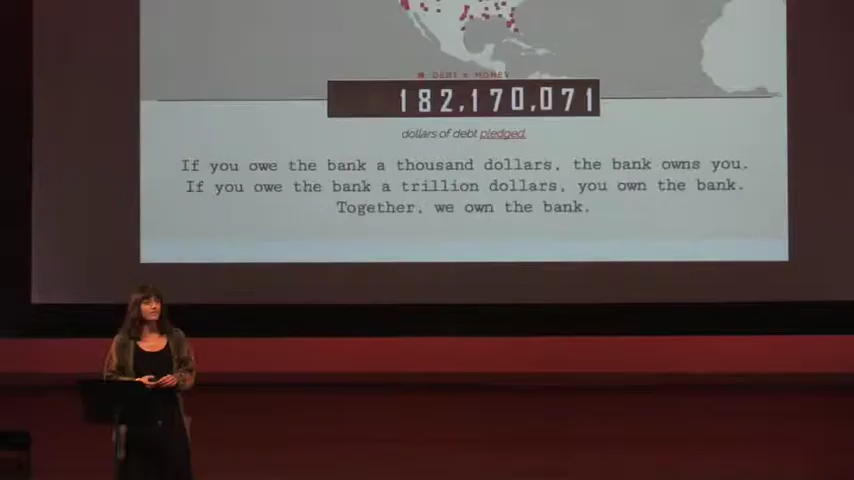 DEBT x MONEY
182,170,071
dollars of debt pledged.
If you owe the bank a thousand dollars, the bank owns you.
If you owe the bank a trillion dollars, you own the bank.
Together, we own the bank.